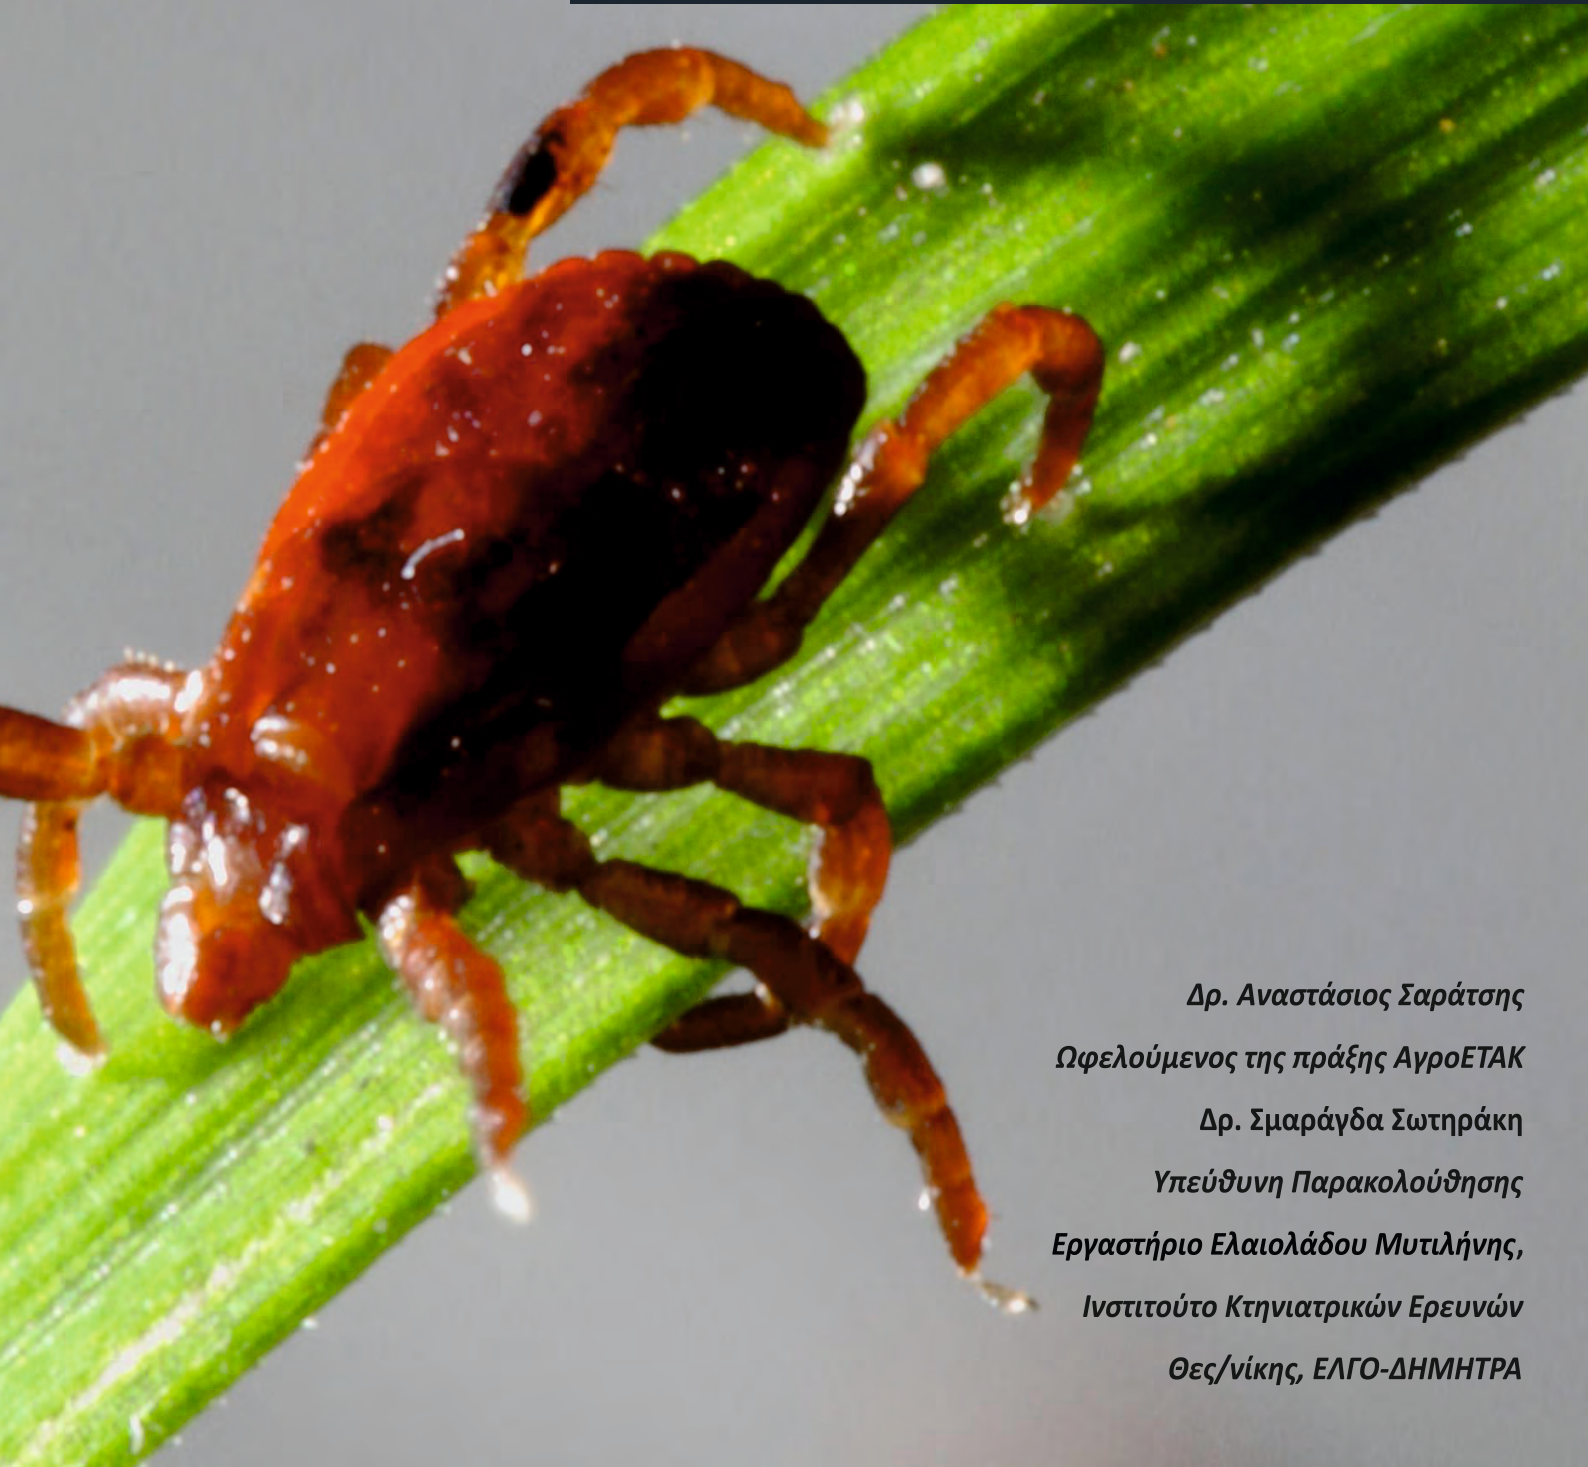 Δρ. Αναστάσιος Σαράτσης
Ωφελούμενος της πράξης ΑγροΕΤΑΚ
Δρ. Σμαράγδα Σωτηράκη
Υπεύθυνη Παρακολούθησης
Εργαστήριο Ελαιολάδου Μυτιλήνης,
Ινστιτούτο Κτηνιατρικών Ερευνών
Θες/νίκης, ΕΛΓΟ-ΔΗΜΗΤΡΑ